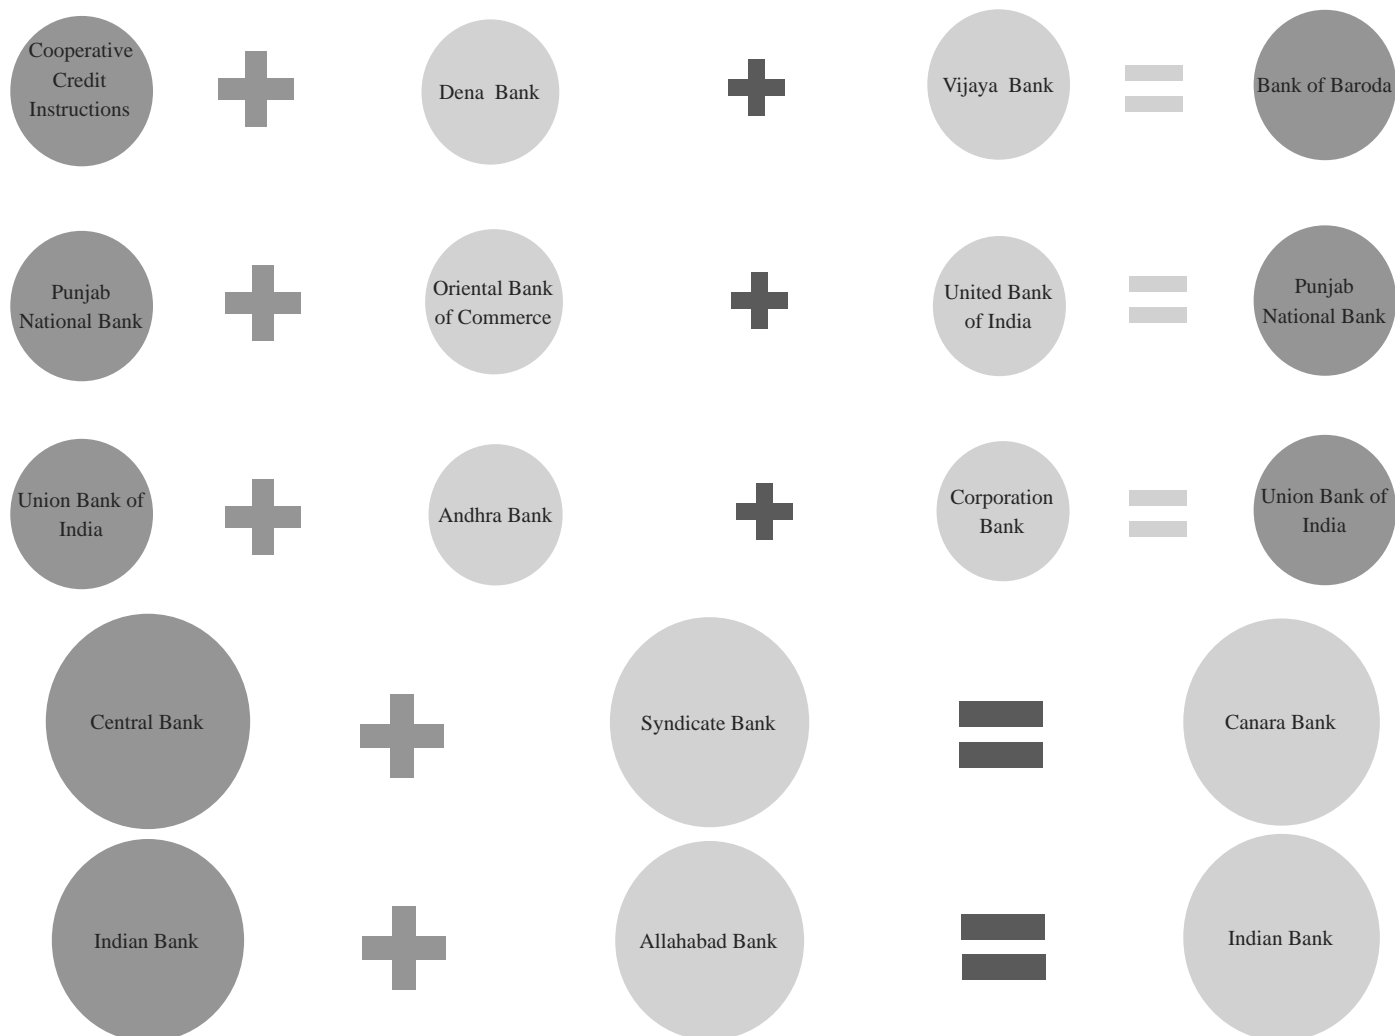 Cooperative
Credit
Instructions
Dena Bank
Vijaya Bank
Bank of Baroda
Punjab
National Bank
Oriental Bank
of Commerce
United Bank
of India
Punjab
National Bank
Union Bank of
India
Andhra Bank
Corporation
Bank
Union Bank of
India
Central Bank
Syndicate Bank
Canara Bank
Indian Bank
Allahabad Bank
Indian Bank